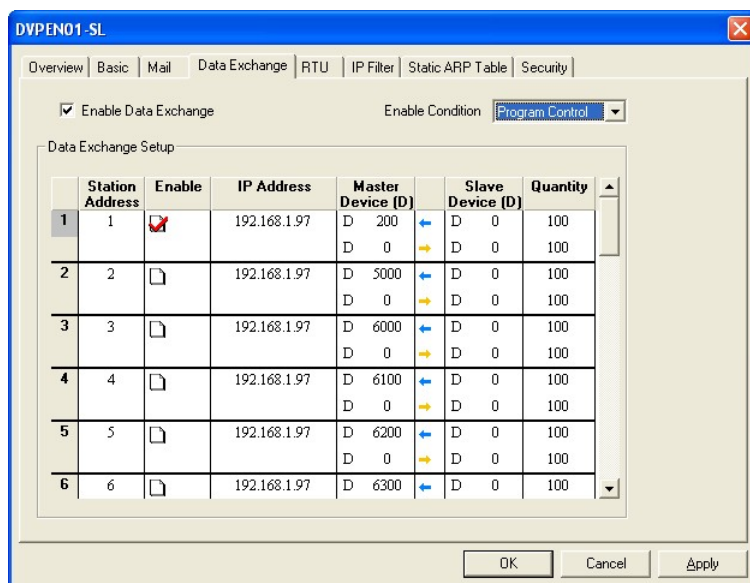 DVPEN01-SL
Overview Basic Mail Data Exchange RTU IP Filter Static ARP Table Security
Enable Data Exchange Enable Condition Program Control
Data Exchange Setup
Station Address Enable IP Address Master Device (D) Slave Device (D) Quantity
1 1 192.168.1.97 D 200 D 0 100
D 0 D 0 100
2 2 192.168.1.97 D 5000 D 0 100
D 0 D 0 100
3 3 192.168.1.97 D 6000 D 0 100
D 0 D 0 100
4 4 192.168.1.97 D 6100 D 0 100
D 0 D 0 100
5 5 192.168.1.97 D 6200 D 0 100
D 0 D 0 100
6 6 192.168.1.97 D 6300 D 0 100
OK Cancel Apply